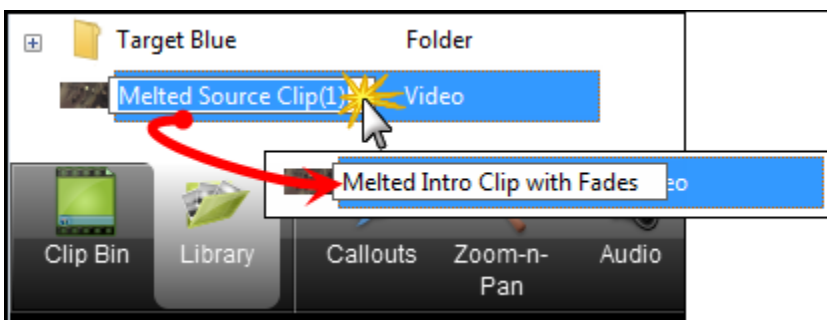 Target Blue Folder
Melted Source Clip(1) Video
Melted Intro Clip with Fades eo
Clip Bin Library Callouts Zoom-n-Pan Audio